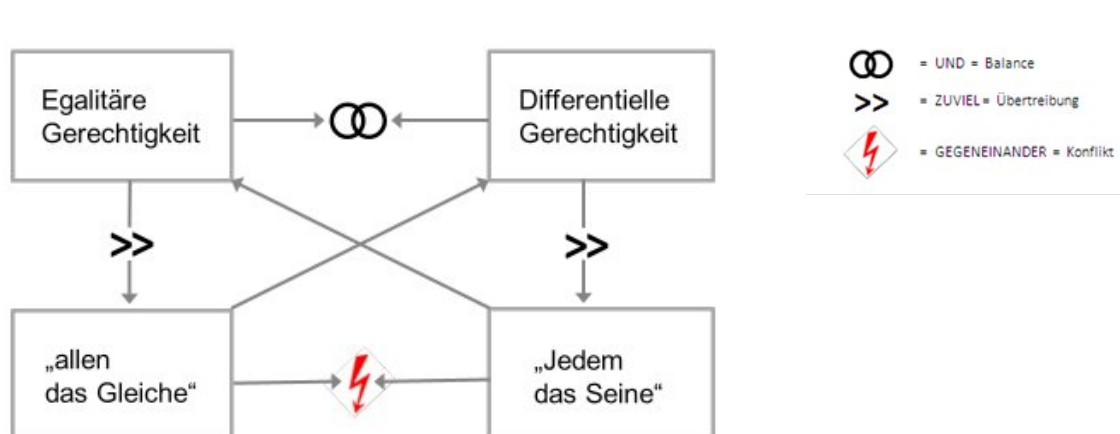 Egalitäre
Gerechtigkeit
Differentielle
Gerechtigkeit
>>
>>
„allen
das Gleiche“
„Jedem
das Seine“
= UND = Balance
>> = ZUVIEL= Übertreibung
= GEGENEINANDER = Konflikt